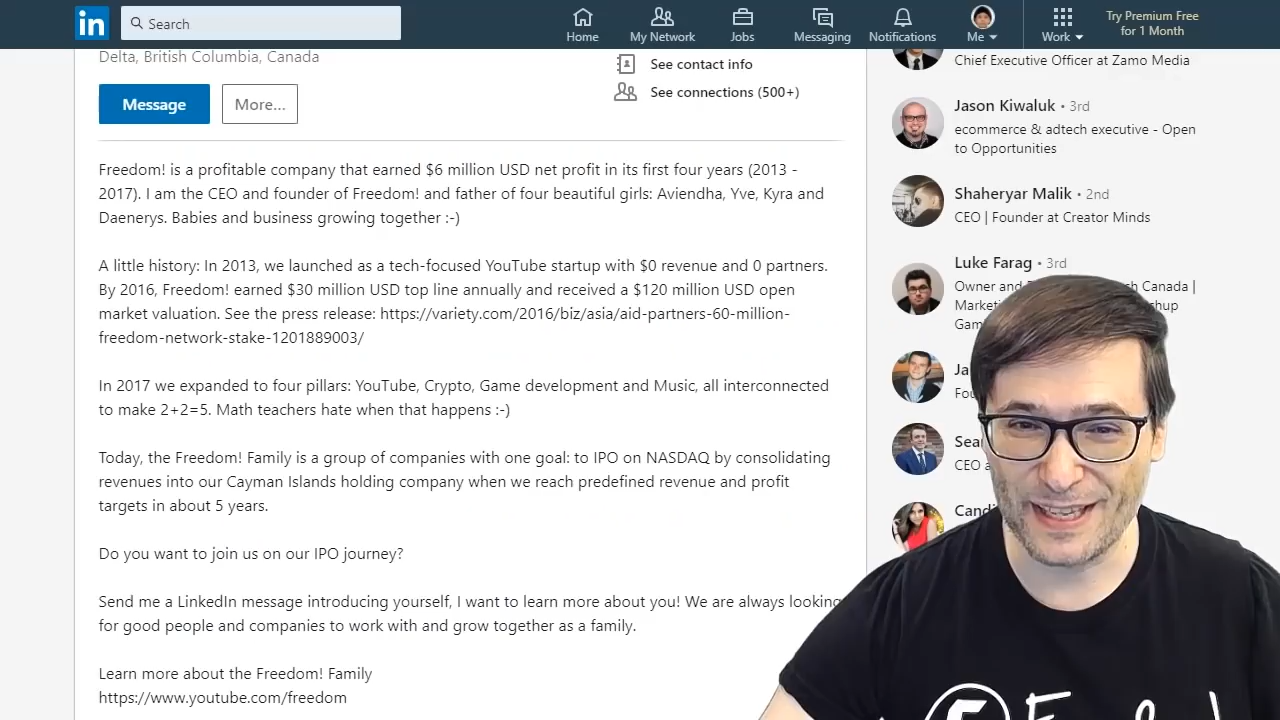 in
Search
Home
My Network
Jobs
Messaging
Notifications
Me
Work
Try Premium Free
for 1 Month
Delta, British Columbia, Canada
See contact info
See connections (500+)
Message
More...
Freedom! is a profitable company that earned $6 million USD net profit in its first four years (2013 -
2017). I am the CEO and founder of Freedom! and father of four beautiful girls: Aviendha, Yve, Kyra and
Daenerys. Babies and business growing together :-)
A little history: In 2013, we launched as a tech-focused YouTube startup with $0 revenue and 0 partners.
By 2016, Freedom! earned $30 million USD top line annually and received a $120 million USD open
market valuation. See the press release: https://variety.com/2016/biz/asia/aid-partners-60-million-
freedom-network-stake-1201889003/
In 2017 we expanded to four pillars: YouTube, Crypto, Game development and Music, all interconnected
to make 2+2=5. Math teachers hate when that happens :-)
Today, the Freedom! Family is a group of companies with one goal: to IPO on NASDAQ by consolidating
revenues into our Cayman Islands holding company when we reach predefined revenue and profit
targets in about 5 years.
Do you want to join us on our IPO journey?
Send me a LinkedIn message introducing yourself, I want to learn more about you! We are always looking
for good people and companies to work with and grow together as a family.
Learn more about the Freedom! Family
https://www.youtube.com/freedom
Chief Executive Officer at Zamo Media
Jason Kiwaluk • 3rd
ecommerce & adtech executive - Open
to Opportunities
Shaheryar Malik • 2nd
CEO | Founder at Creator Minds
Luke Farag • 3rd
Owner and Canada |
CEO